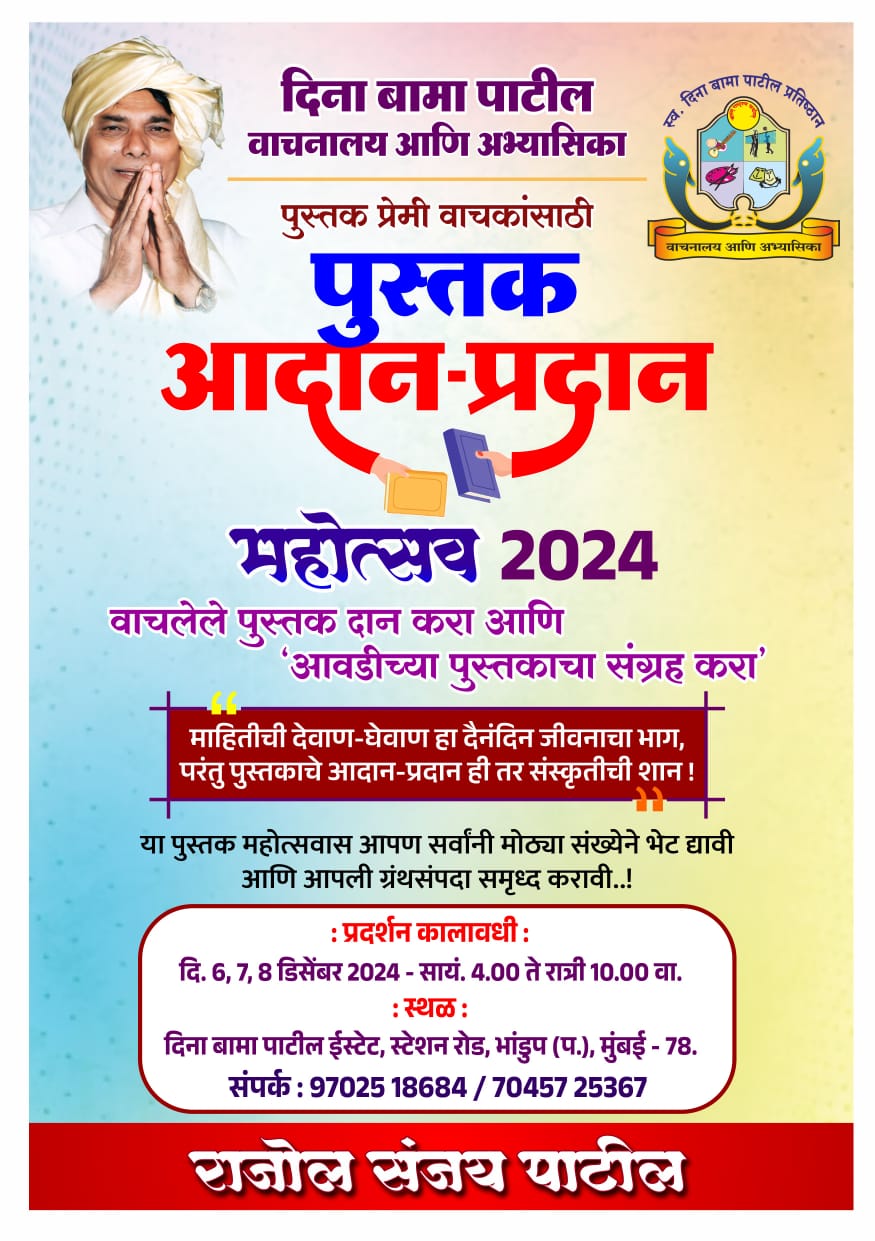 दिना बामा पाटील
वाचनालय आणि अभ्यासिका
स्व. दिना बामा पाटील प्रतिष्ठान
वाचनालय आणि अभ्यासिका
पुस्तक प्रेमी वाचकांसाठी
पुस्तक
आदान-प्रदान
महोत्सव 2024
वाचलेले पुस्तक दान करा आणि
‘आवडीच्या पुस्तकाचा संग्रह करा’
“
माहितीची देवाण-घेवाण हा दैनंदिन जीवनाचा भाग,
परंतु पुस्तकाचे आदान-प्रदान ही तर संस्कृतीची शान !
”
या पुस्तक महोत्सवास आपण सर्वांनी मोठ्या संख्येने भेट द्यावी
आणि आपली ग्रंथसंपदा समृध्द करावी..!
: प्रदर्शन कालावधी :
दि. 6, 7, 8 डिसेंबर 2024 - सायं. 4.00 ते रात्री 10.00 वा.
: स्थळ :
दिना बामा पाटील ईस्टेट, स्टेशन रोड, भांडुप (प.), मुंबई - 78.
संपर्क : 97025 18684 / 70457 25367
राजोल संजय पाटील